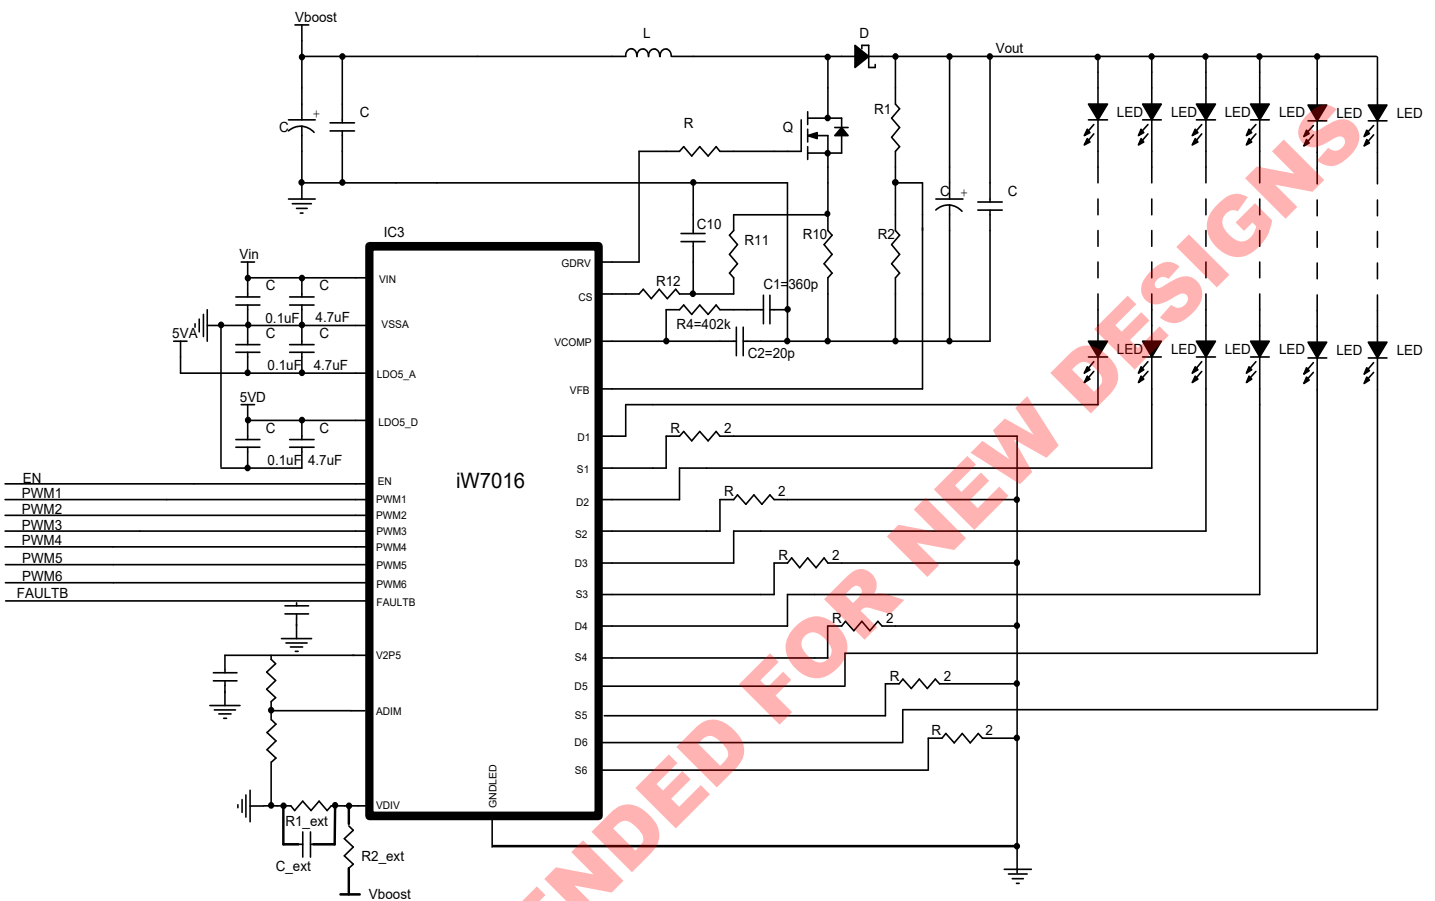 Vboost
L
D
Vout
C
+
C
R
Q
R1
LED
LED
LED
LED
LED
LED
C
+
C
IC3
C10
R11
R10
R2
Vin
C
C
VIN
GDRV
R12
C1=360p
CS
0.1uF
4.7uF
VSSA
R4=402k
5VA
C
C
VCOMP
C2=20p
LED
LED
LED
LED
LED
LED
0.1uF
4.7uF
LDO5_A
VFB
5VD
C
C
LDO5_D
D1
R
2
0.1uF
4.7uF
S1
EN
EN
iW7016
PWM1
PWM1
D2
R
2
PWM2
PWM2
PWM3
PWM3
S2
PWM4
PWM4
D3
R
2
PWM5
PWM5
PWM6
PWM6
S3
FAULTB
FAULTB
D4
R
2
V2P5
S4
D5
R
2
ADIM
S5
D6
R
2
S6
GNDLED
VDIV
R1_ext
C_ext
R2_ext
Vboost
ENDED FOR NEW DESIGNS